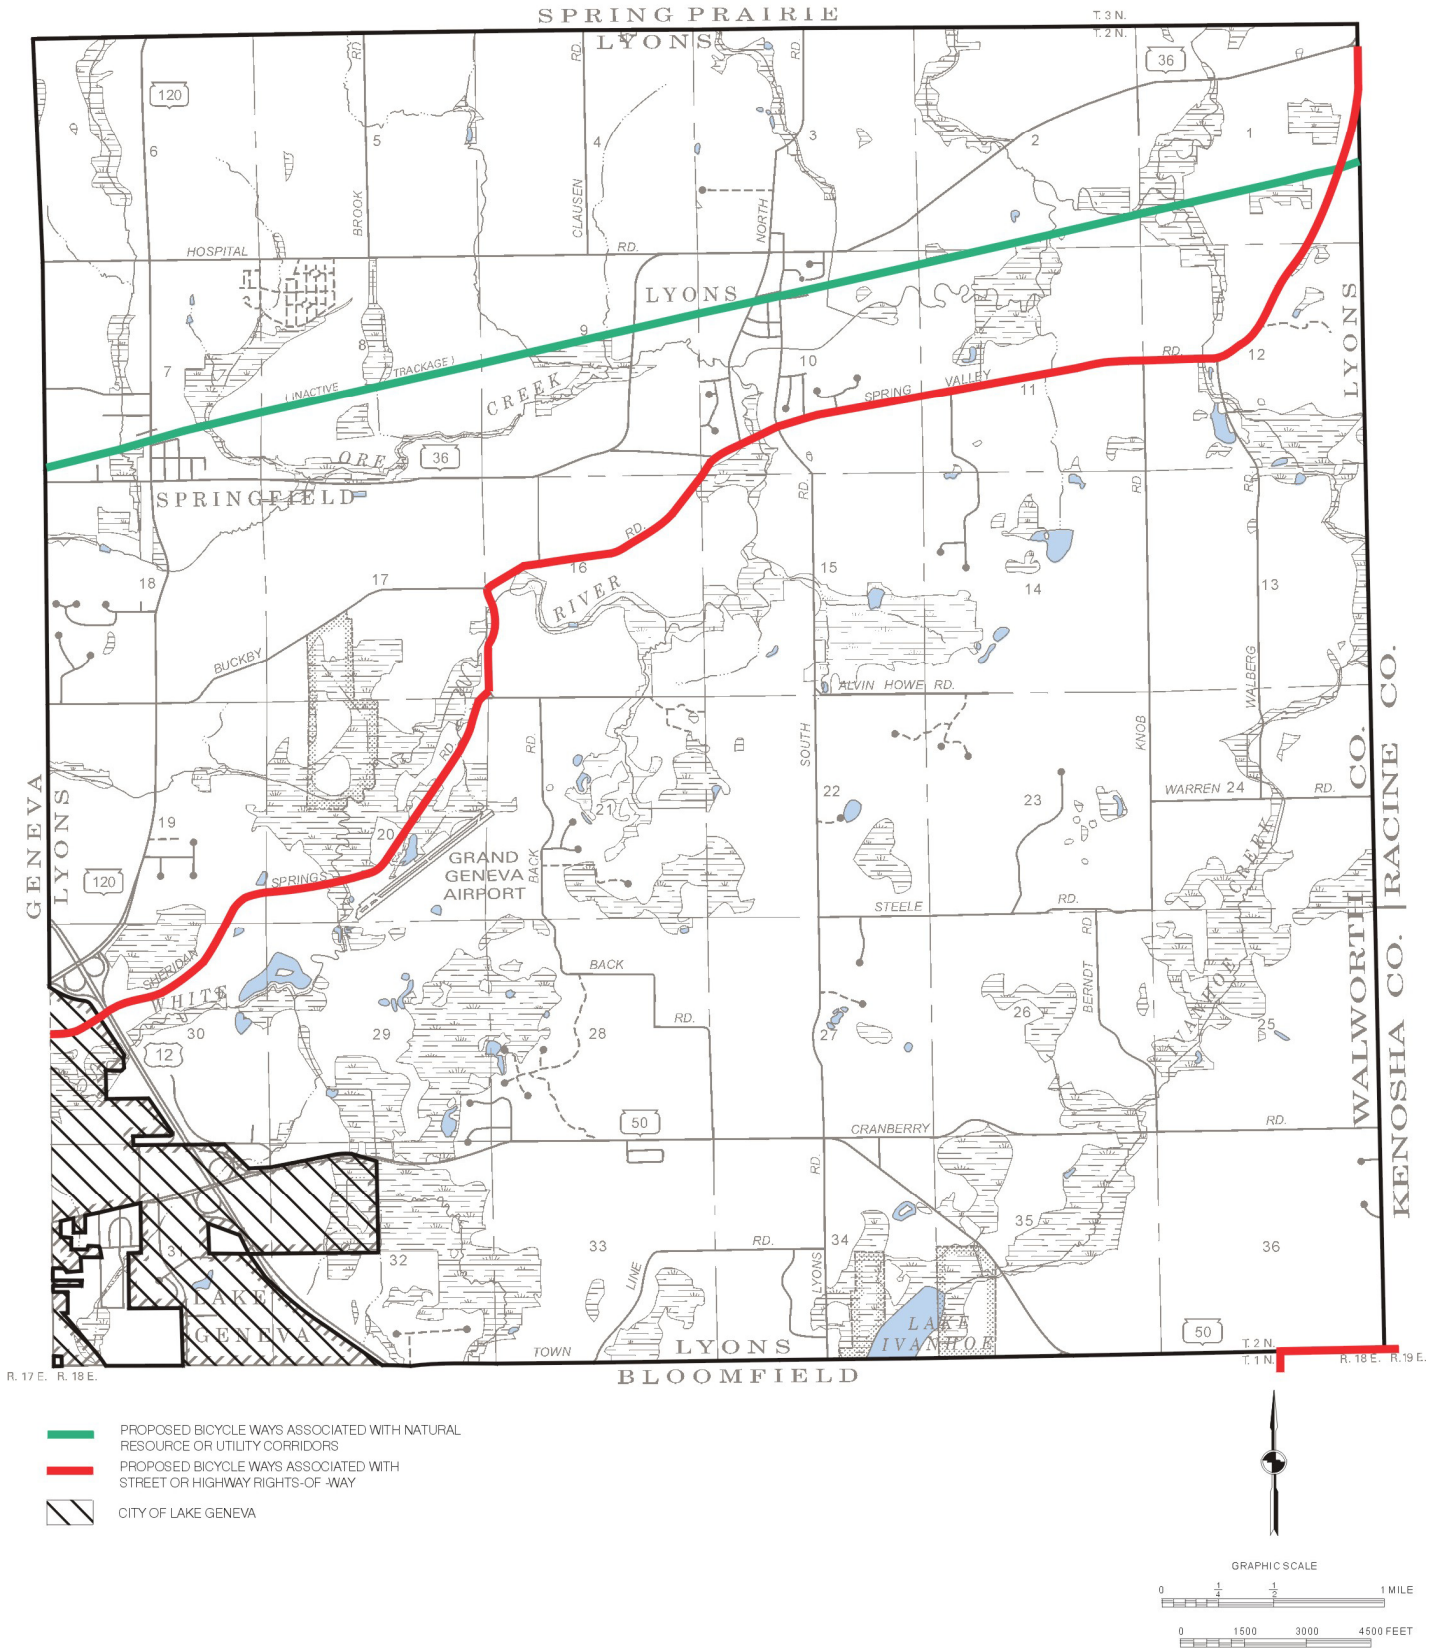 SPRING PRAIRIE
LYONS
T. 3 N.
T. 2 N.
36
120
RD.
RD.
RD.
6
5
4
3
2
1
BROOK
CLAUSEN
NORTH
HOSPITAL
RD.
LYONS
LYONS
7
8
9
10
11
12
( INACTIVE
TRACKAGE )
CREEK
ORE
36
SPRING
VALLEY
RD.
SPRINGFIELD
RD.
RD.
RD.
RD.
18
17
16
15
14
13
RIVER
BUCKBY
ALVIN HOWE RD.
WALBERG
KNOB
SOUTH
RD.
RD.
GENEVA
LYONS
WALWORTH CO.
RACINE CO.
19
20
21
22
23
WARREN 24
RD.
120
SPRINGS
GRAND
GENEVA
AIRPORT
BACK
STEELE
RD.
RD.
CREEK
IVANHOE
BERNDT
SHERIDAN
WHITE
BACK
RD.
30
29
28
27
26
25
12
50
CRANBERRY
RD.
KENOSHA CO.
RD.
32
33
34
35
36
RD.
LINE
LYONS
LAKE
GENEVA
LAKE
IVANHOE
50
TOWN
LYONS
BLOOMFIELD
T. 2 N.
T. 1 N.
R. 17 E. R. 18 E.
R. 18 E. R. 19 E.
PROPOSED BICYCLE WAYS ASSOCIATED WITH NATURAL
RESOURCE OR UTILITY CORRIDORS
PROPOSED BICYCLE WAYS ASSOCIATED WITH
STREET OR HIGHWAY RIGHTS-OF -WAY
CITY OF LAKE GENEVA
GRAPHIC SCALE
0 1/4 1/2 1 MILE
0 1500 3000 4500 FEET